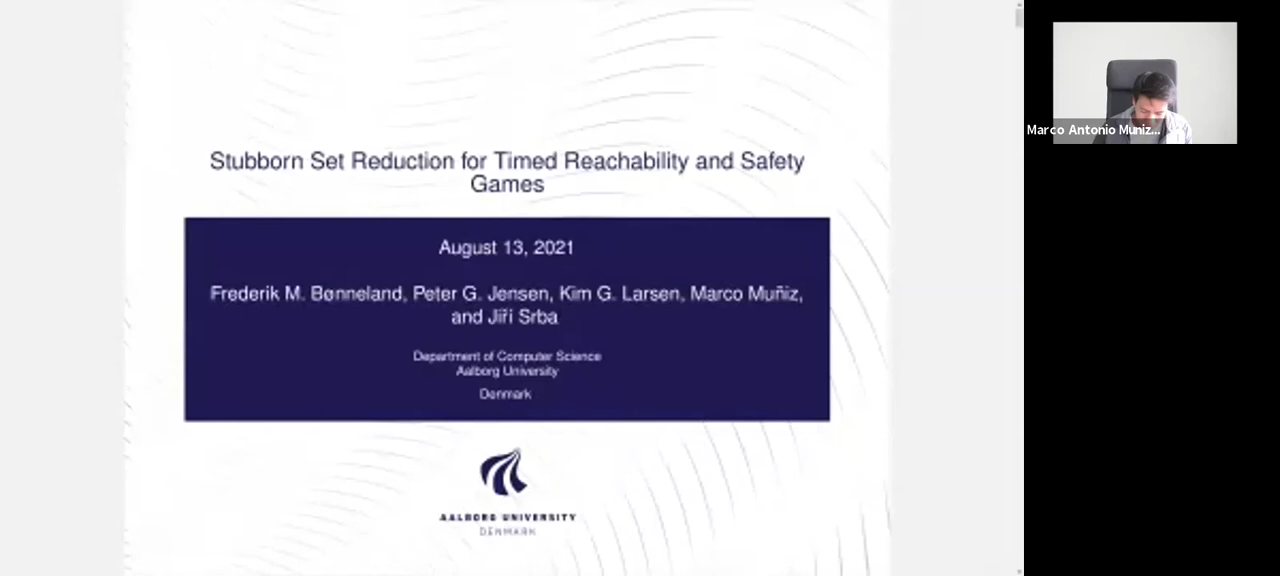 Stubborn Set Reduction for Timed Reachability and Safety
Games
August 13, 2021
Frederik M. Bønneland, Peter G. Jensen, Kim G. Larsen, Marco Muñiz,
and Jiří Srba
Department of Computer Science
Aalborg University
Denmark
AALBORG UNIVERSITY
DENMARK
Marco Antonio Muniz...